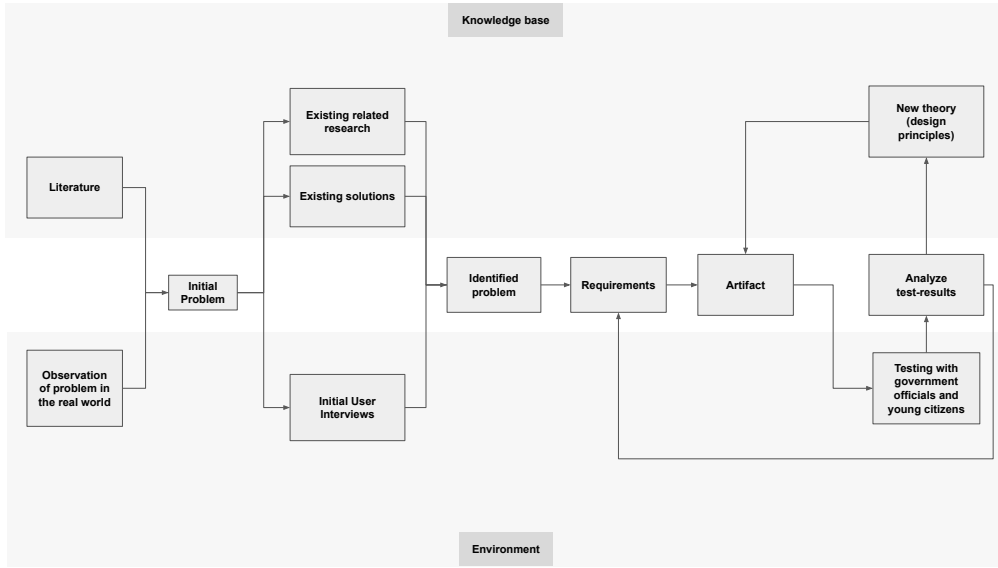 Knowledge base
Existing related
research
New theory
(design
principles)
Literature
Existing solutions
Initial
Problem
Identified
problem
Requirements
Artifact
Analyze
test-results
Observation
of problem in
the real world
Initial User
Interviews
Testing with
government
officials and
young citizens
Environment